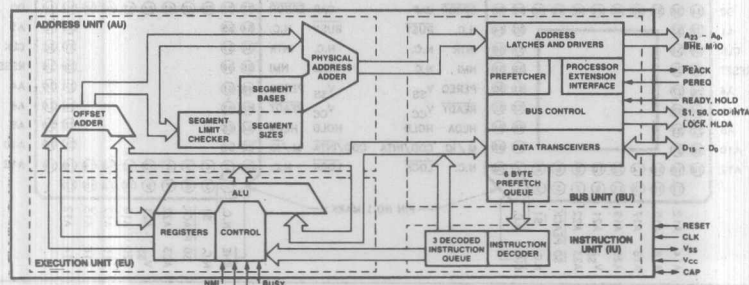 ADDRESS UNIT (AU)
OFFSET
ADDER
PHYSICAL
ADDRESS
ADDER
SEGMENT
BASES
SEGMENT
LIMIT
CHECKER
SEGMENT
SIZES
ALU
REGISTERS
CONTROL
EXECUTION UNIT (EU)
NMI
BUSY
ADDRESS
LATCHES AND DRIVERS
PREFETCHER
PROCESSOR
EXTENSION
INTERFACE
BUS CONTROL
DATA TRANSCEIVERS
6 BYTE
PREFETCH
QUEUE
BUS UNIT (BU)
3 DECODED
INSTRUCTION
QUEUE
INSTRUCTION
DECODER
INSTRUCTION
UNIT (IU)
A23 – A0,
BHE, M/IO
PEACK
PEREQ
READY, HOLD
S1, S0, COD/INTA
LOCK, HLDA
D15 – D0
RESET
CLK
VSS
VCC
CAP